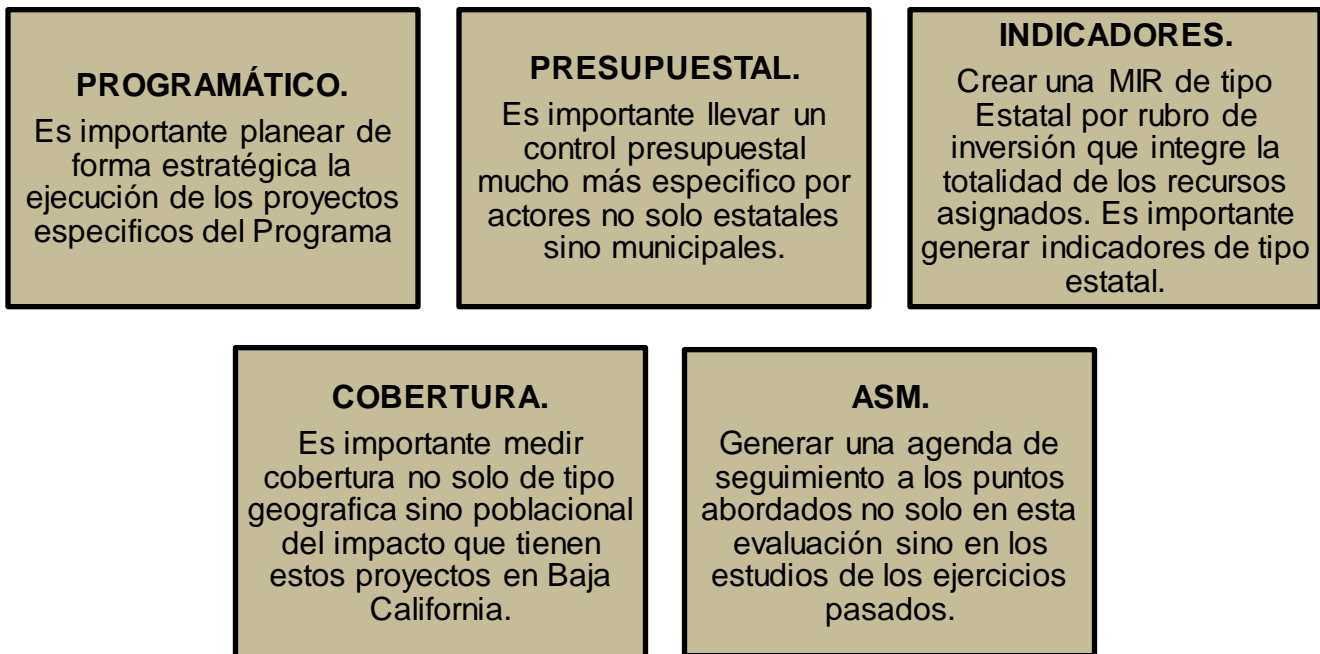 PROGRAMÁTICO.
Es importante planear de
forma estratégica la
ejecución de los proyectos
especificos del Programa
PRESUPUESTAL.
Es importante llevar un
control presupuestal
mucho más especifico por
actores no solo estatales
sino municipales.
INDICADORES.
Crear una MIR de tipo
Estatal por rubro de
inversión que integre la
totalidad de los recursos
asignados. Es importante
generar indicadores de tipo
estatal.
COBERTURA.
Es importante medir
cobertura no solo de tipo
geografica sino poblacional
del impacto que tienen
estos proyectos en Baja
California.
ASM.
Generar una agenda de
seguimiento a los puntos
abordados no solo en esta
evaluación sino en los
estudios de los ejercicios
pasados.